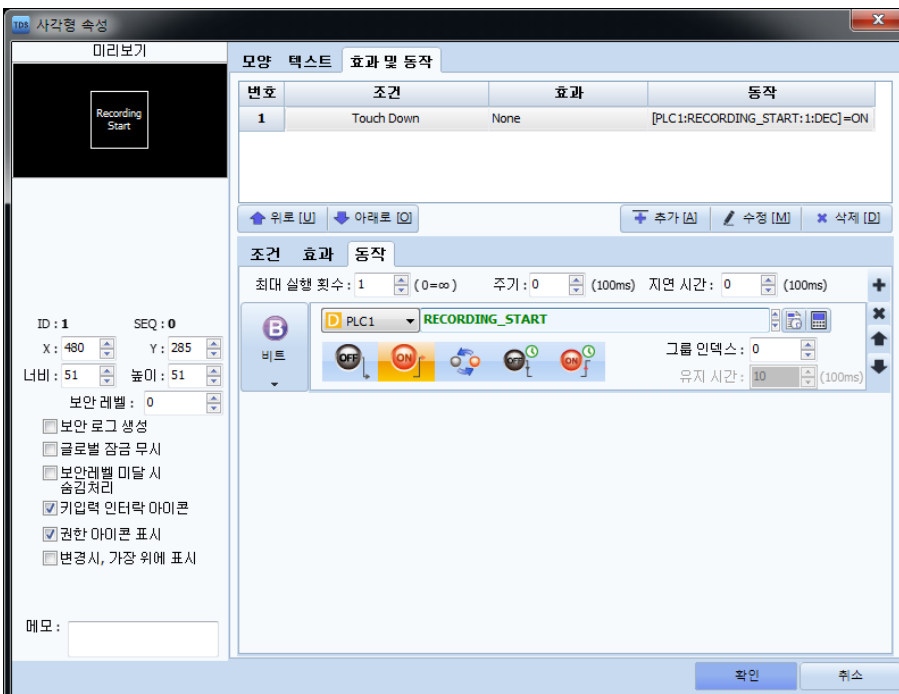 TDS 사각형 속성
미리보기
Recording
Start
모양 텍스트 효과 및 동작
번호 조건 효과 동작
1 Touch Down None [PLC1:RECORDING_START:1:DEC]=ON
위로 [U] 아래로 [O] 추가 [A] 수정 [M] 삭제 [D]
조건 효과 동작
최대 실행 횟수 : 1 (0=∞) 주기 : 0 (100ms) 지연 시간 : 0 (100ms)
B 비트
D PLC1 RECORDING_START
OFF ON OFF ON
그룹 인덱스 : 0
유지 시간 : 10 (100ms)
ID : 1 SEQ : 0
X : 480 Y : 285
너비 : 51 높이 : 51
보안 레벨 : 0
보안 로그 생성
글로벌 잠금 무시
보안레벨 미달 시
숨김처리
키입력 인터락 아이콘
권한 아이콘 표시
변경시, 가장 위에 표시
메모 :
확인 취소